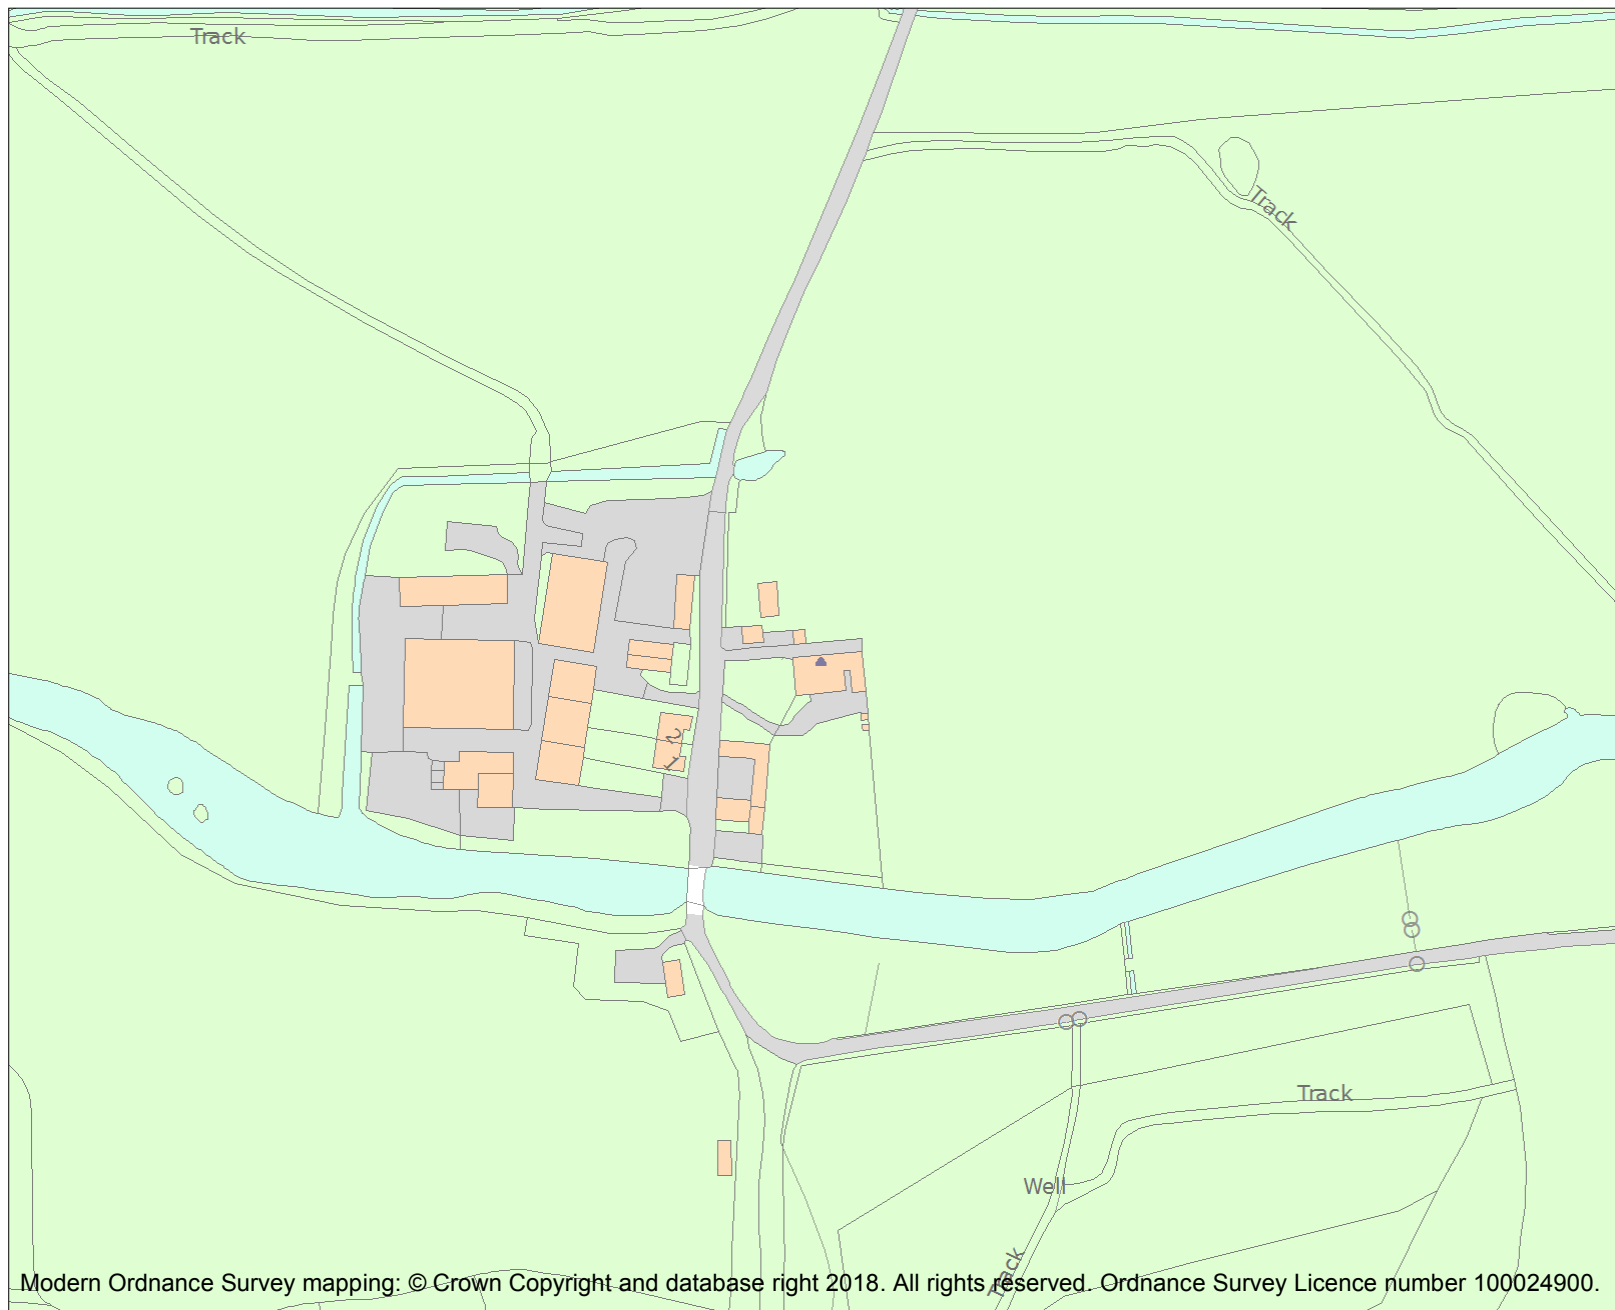 Track
Track
2
1
Track
Well
Track
Modern Ordnance Survey mapping: © Crown Copyright and database right 2018. All rights reserved. Ordnance Survey Licence number 100024900.